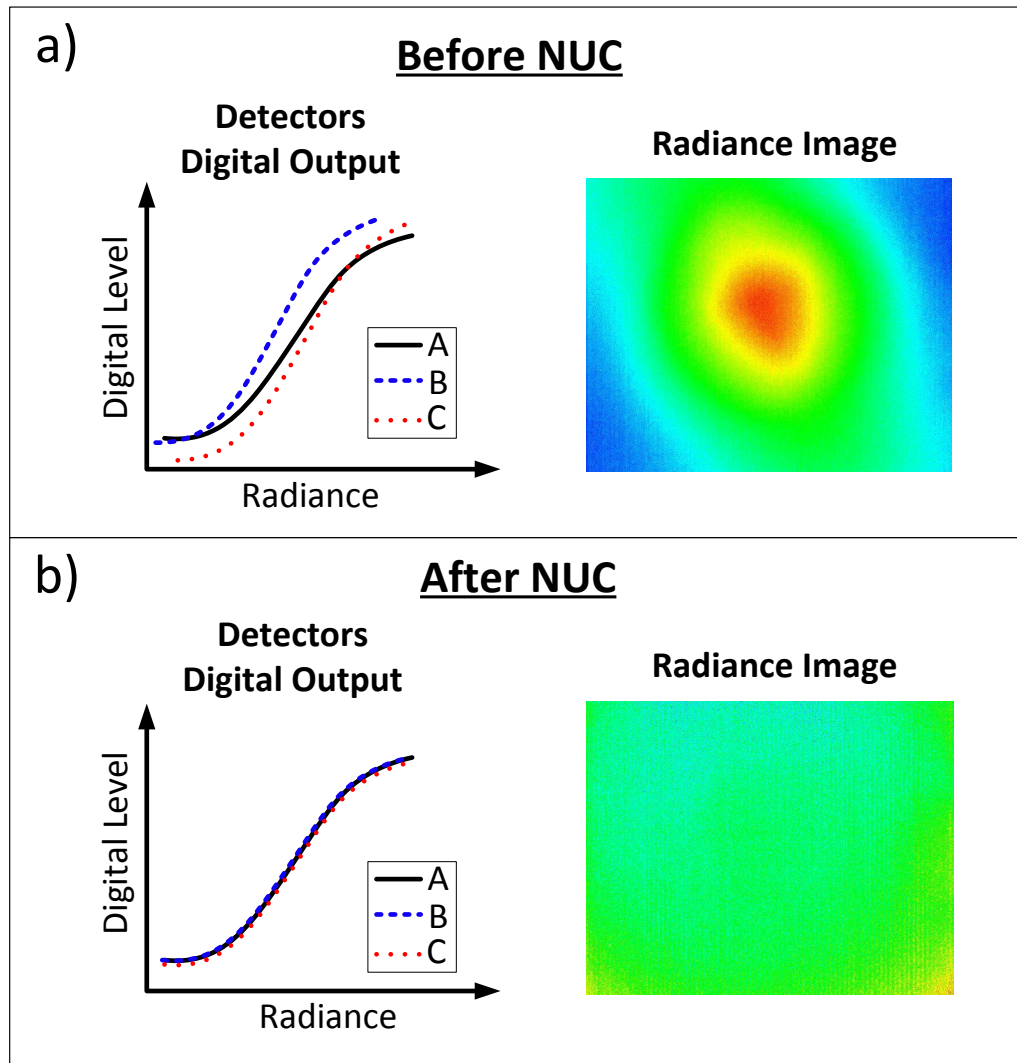 a)
Before NUC
Detectors
Digital Output
Digital Level
A
B
C
Radiance
Radiance Image
b)
After NUC
Detectors
Digital Output
Digital Level
A
B
C
Radiance
Radiance Image